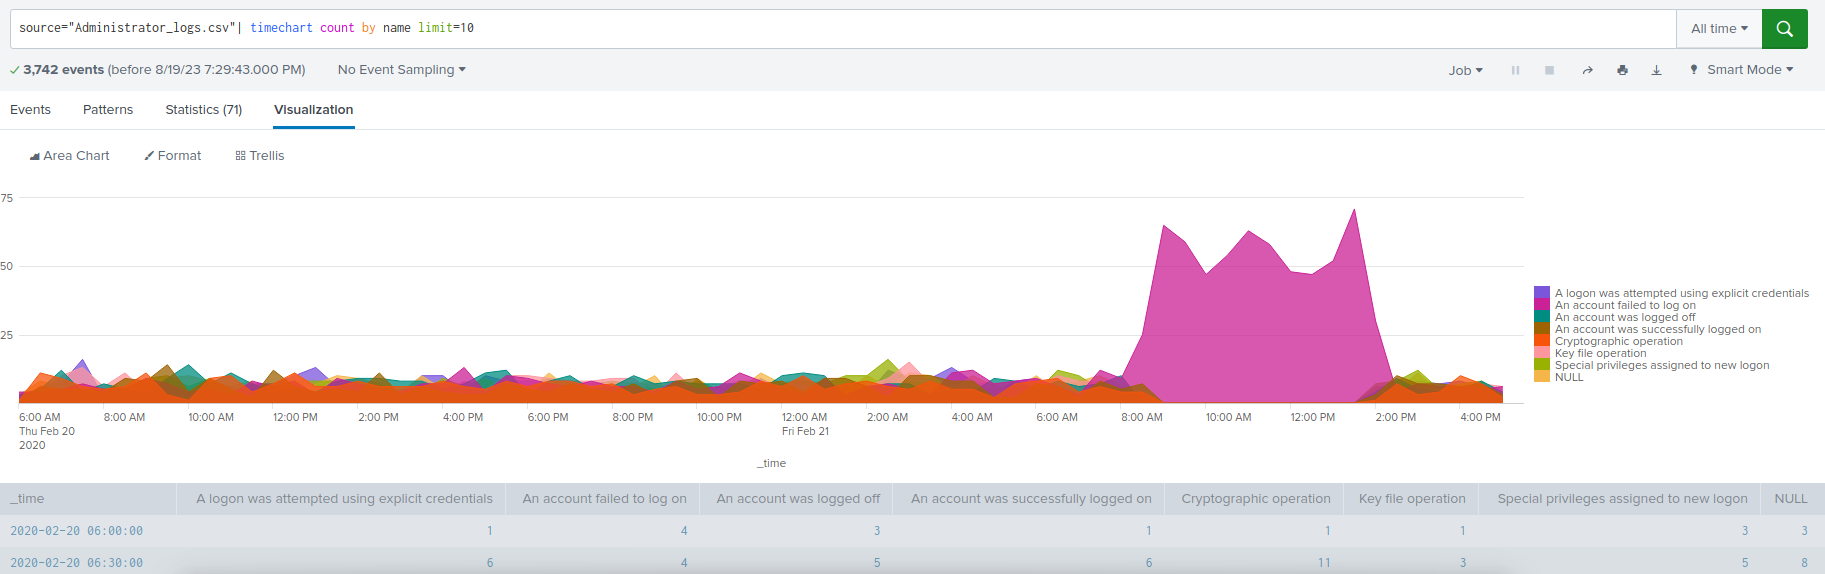 source="Administrator_logs.csv"| timechart count by name limit=10
All time
3,742 events (before 8/19/23 7:29:43.000 PM)
No Event Sampling
Job
Smart Mode
Events
Patterns
Statistics (71)
Visualization
Area Chart
Format
Trellis
75
50
25
A logon was attempted using explicit credentials
An account failed to log on
An account was logged off
An account was successfully logged on
Cryptographic operation
Key file operation
Special privileges assigned to new logon
NULL
6:00 AM 8:00 AM 10:00 AM 12:00 PM 2:00 PM 4:00 PM 6:00 PM 8:00 PM 10:00 PM 12:00 AM 2:00 AM 4:00 AM 6:00 AM 8:00 AM 10:00 AM 12:00 PM 2:00 PM 4:00 PM
Thu Feb 20 Fri Feb 21
2020
_time
_time A logon was attempted using explicit credentials An account failed to log on An account was logged off An account was successfully logged on Cryptographic operation Key file operation Special privileges assigned to new logon NULL
2020-02-20 06:00:00 1 4 3 1 1 1 3 3
2020-02-20 06:30:00 6 4 5 6 11 3 5 8